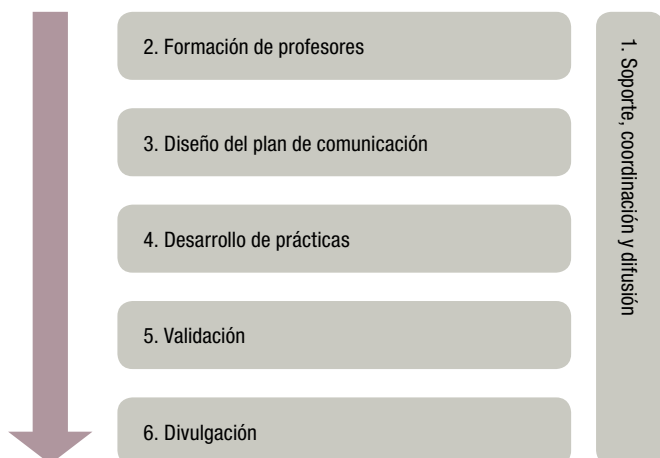 2. Formación de profesores
3. Diseño del plan de comunicación
4. Desarrollo de prácticas
5. Validación
6. Divulgación
1. Soporte, coordinación y difusión